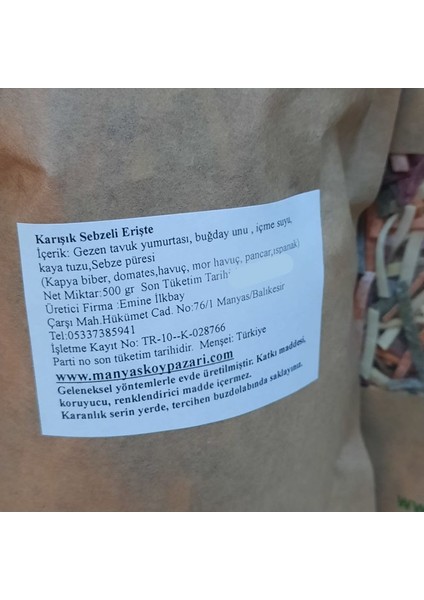 Karışık Sebzeli Erişte
İçerik: Gezen tavuk yumurtası, buğday unu , içme suyu,
kaya tuzu,Sebze püresi
(Kapya biber, domates,havuç, mor havuç, pancar,ıspanak)
Net Miktar:500 gr Son Tüketim Tarih
Üretici Firma :Emine İlkbay
Çarşı Mah.Hükümet Cad. No:76/1 Manyas/Balıkesir
Tel:05337385941
İşletme Kayıt No: TR-10--K-028766
Parti no son tüketim tarihidir. Menşei: Türkiye
www.manyaskoypazari.com
Geleneksel yöntemlerle evde üretilmiştir. Katkı maddesi,
koruyucu, renklendirici madde içermez.
Karanlık serin yerde, tercihen buzdolabında saklayınız.